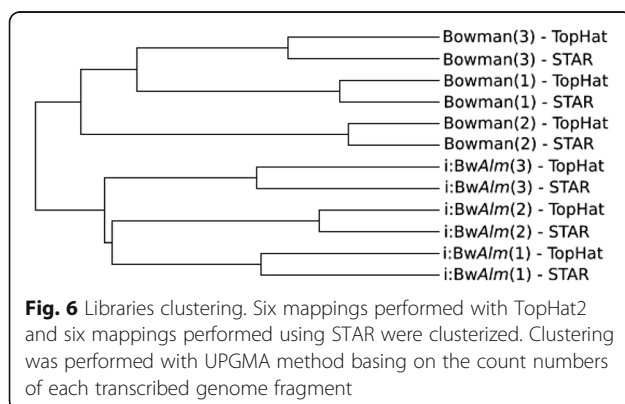 Bowman(3) - TopHat
Bowman(3) - STAR
Bowman(1) - TopHat
Bowman(1) - STAR
Bowman(2) - TopHat
Bowman(2) - STAR
i:BwAlm(3) - TopHat
i:BwAlm(3) - STAR
i:BwAlm(2) - TopHat
i:BwAlm(2) - STAR
i:BwAlm(1) - TopHat
i:BwAlm(1) - STAR
Fig. 6 Libraries clustering. Six mappings performed with TopHat2
and six mappings performed using STAR were clusterized. Clustering
was performed with UPGMA method basing on the count numbers
of each transcribed genome fragment